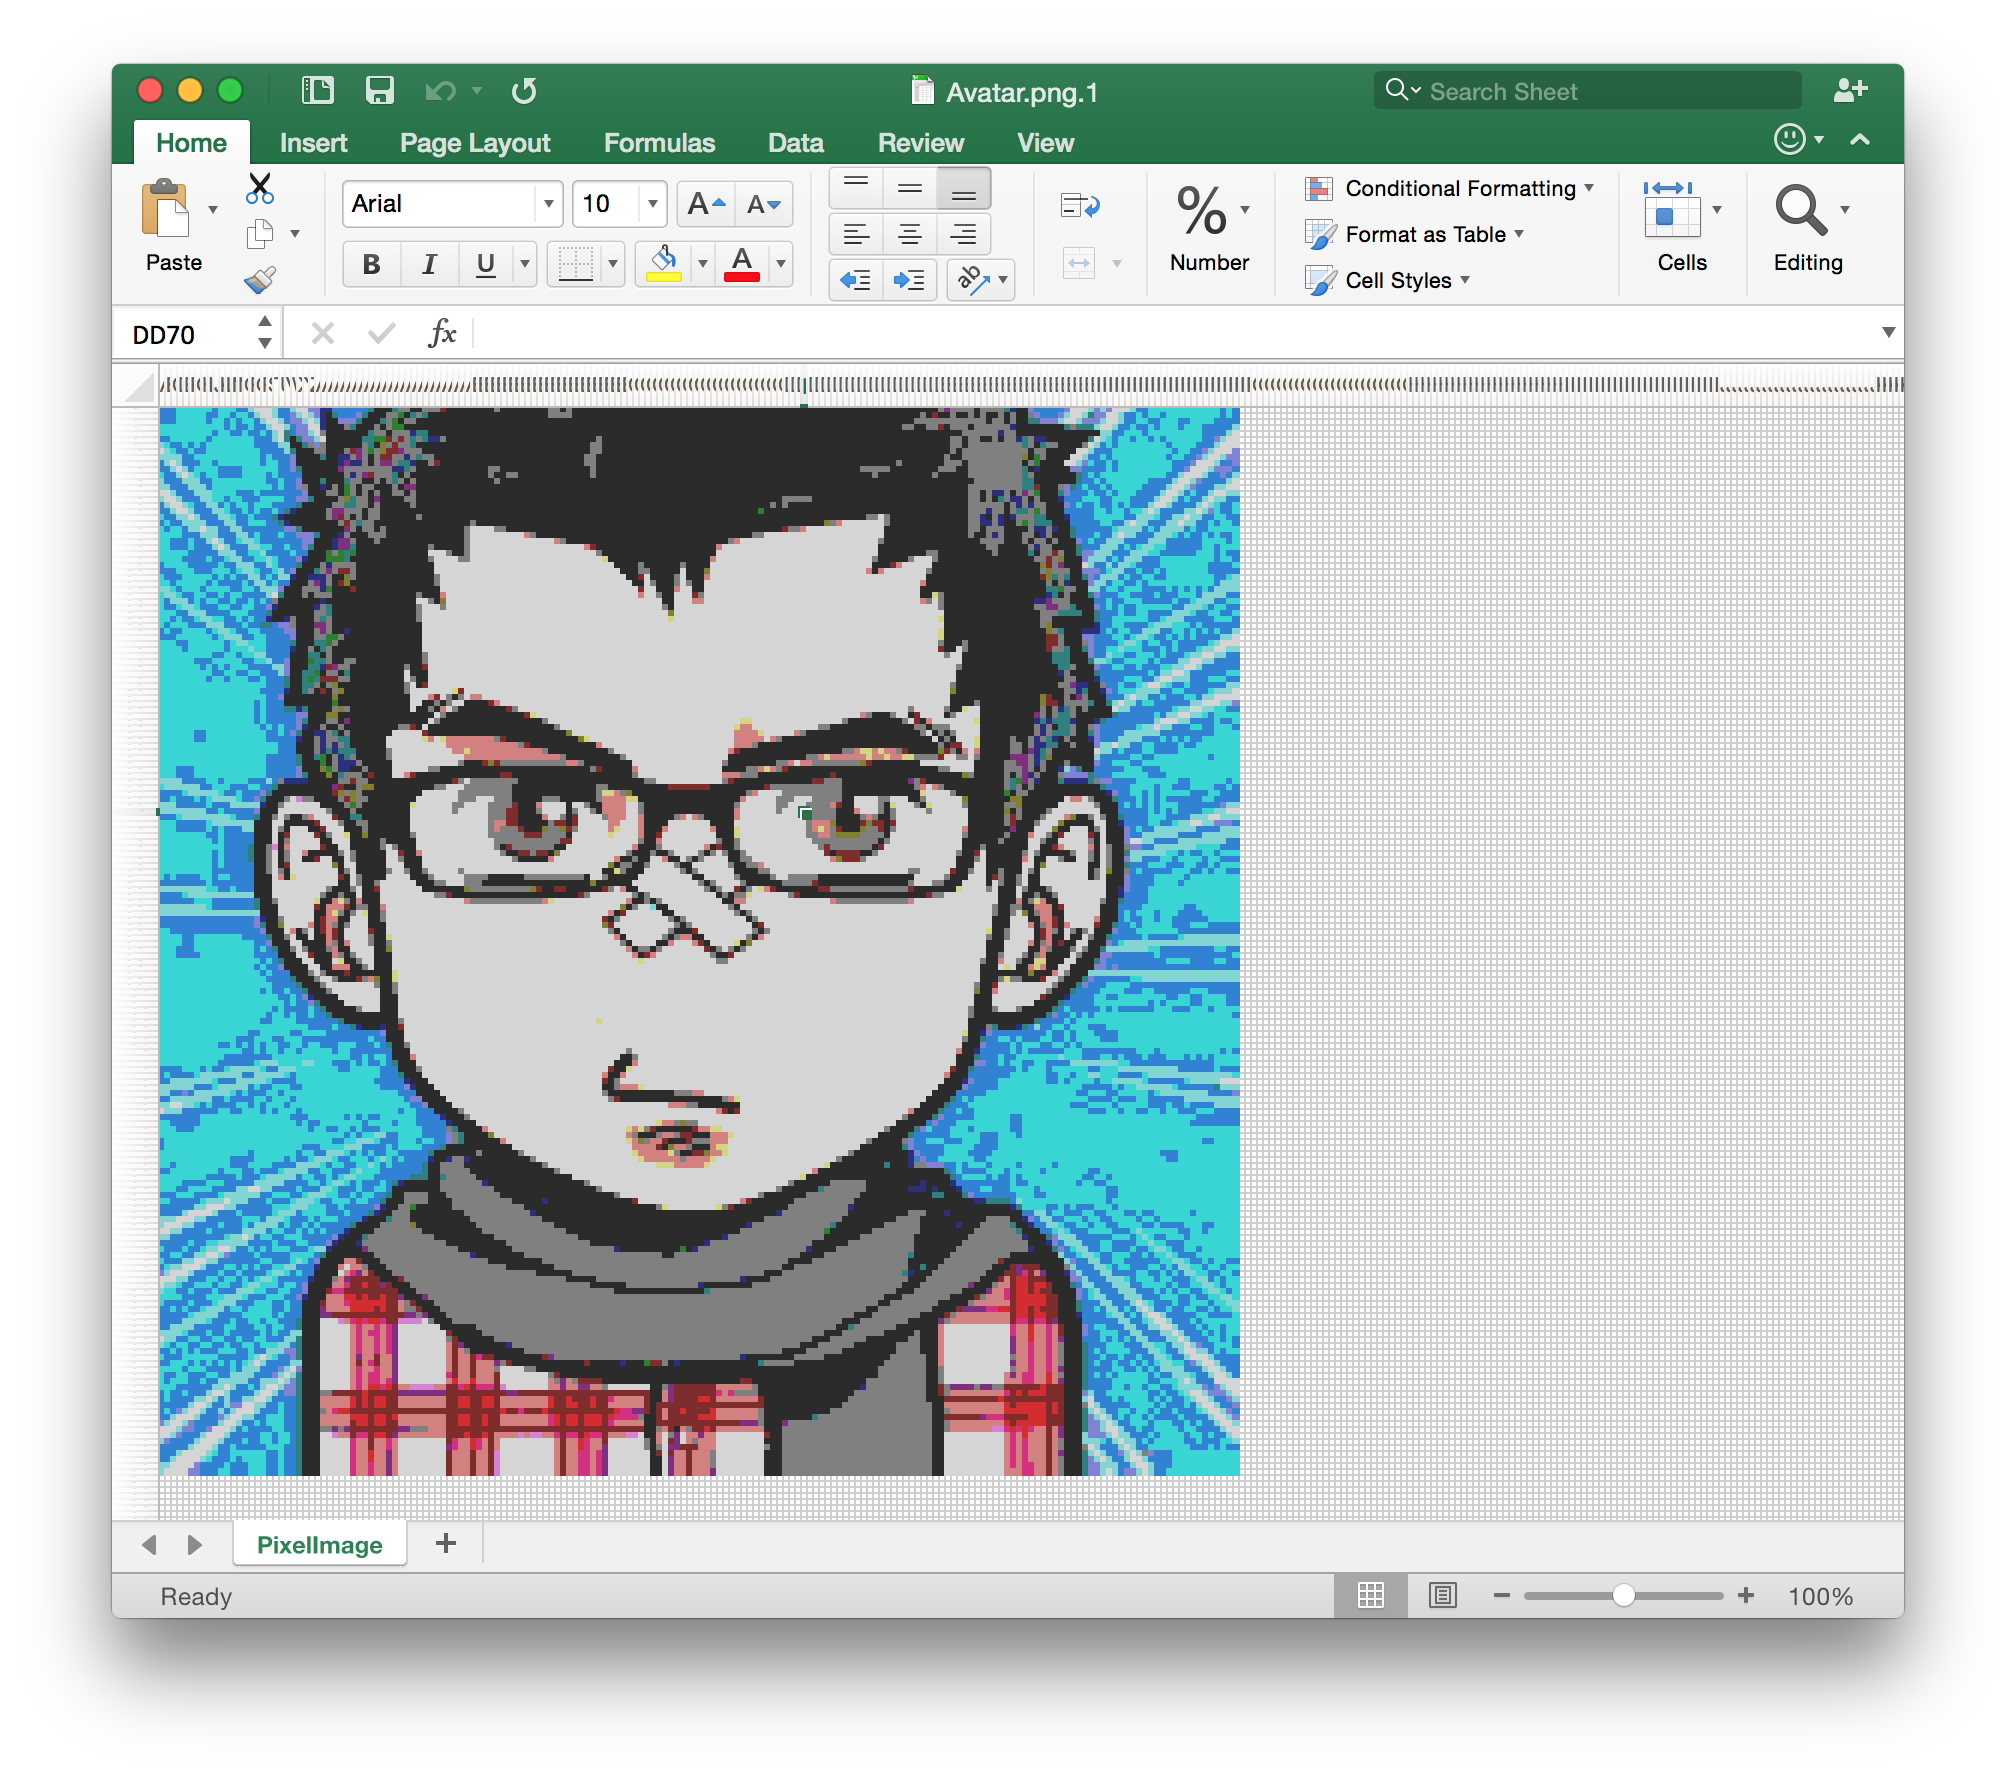 Avatar.png.1
Search Sheet
Home Insert Page Layout Formulas Data Review View
Paste
Arial 10
A A
B I U A
ab
%
Number
Conditional Formatting
Format as Table
Cell Styles
Cells
Editing
DD70 fx
PixelImage +
Ready 100%